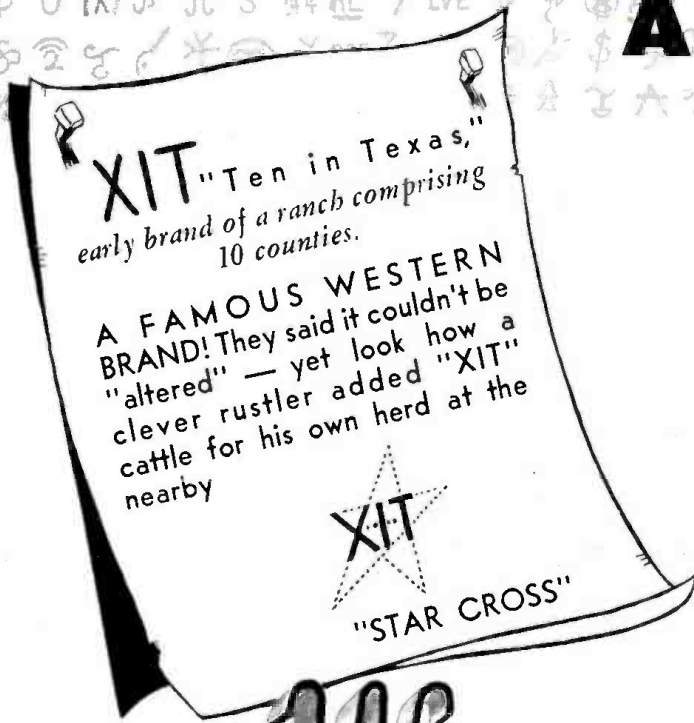 A
XIT "Ten in Texas,"
early brand of a ranch comprising
10 counties.
A FAMOUS WESTERN
BRAND! They said it couldn't be
"altered" — yet look how a
clever rustler added "XIT"
cattle for his own herd at the
nearby
XIT
"STAR CROSS"